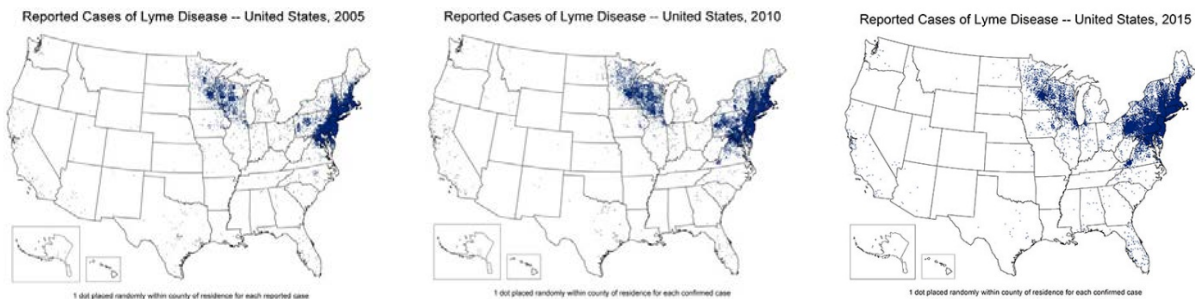 Reported Cases of Lyme Disease -- United States, 2005
Reported Cases of Lyme Disease -- United States, 2010
Reported Cases of Lyme Disease -- United States, 2015
1 dot placed randomly within county of residence for each reported case
1 dot placed randomly within county of residence for each confirmed case
1 dot placed randomly within county of residence for each confirmed case